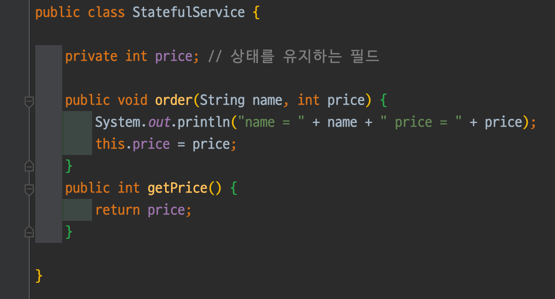 public class StatefulService {
private int price; // 상태를 유지하는 필드
public void order(String name, int price) {
System.out.println("name = " + name + " price = " + price);
this.price = price;
}
public int getPrice() {
return price;
}
}